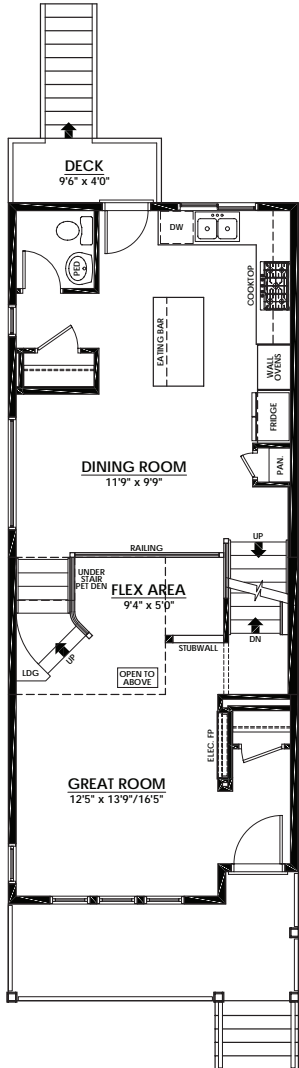 DECK
9'6" x 4'0"
DW
PED
COOKTOP
EATING BAR
WALL
OVENS
FRIDGE
PAN.
DINING ROOM
11'9" x 9'9"
UP
RAILING
UNDER
STAIR
PET DEN
FLEX AREA
9'4" x 5'0"
DN
STUBWALL
UP
LDG
OPEN TO
ABOVE
ELEC. FP
GREAT ROOM
12'5" x 13'9"/16'5"